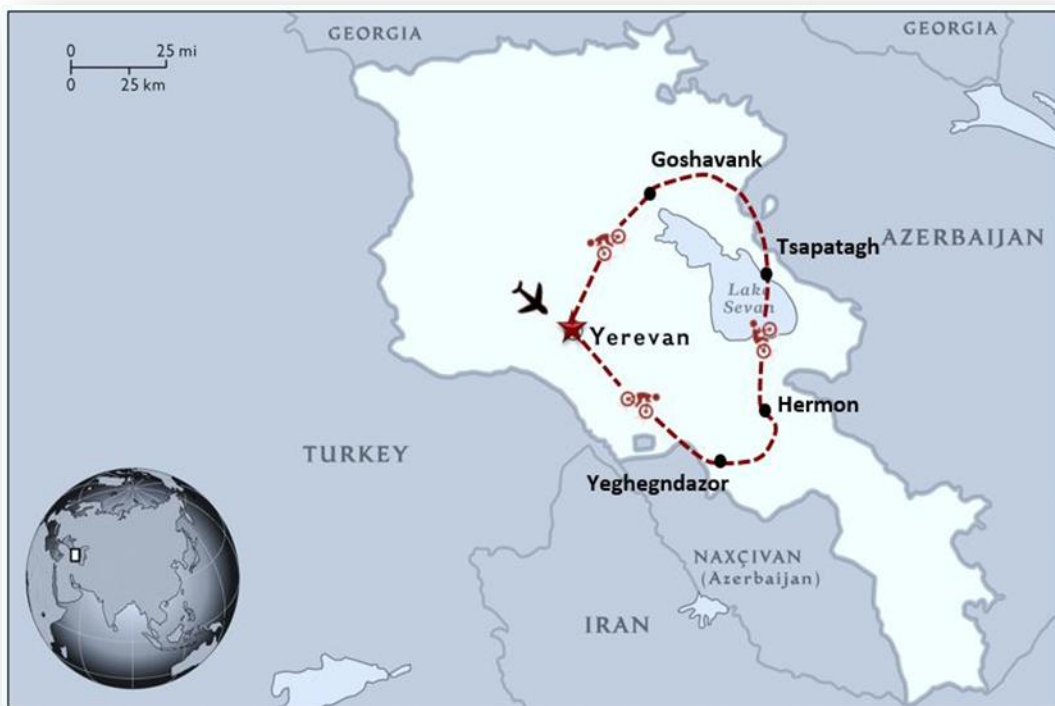 GEORGIA
GEORGIA
0 25 mi
0 25 km
Goshavank
AZERBAIJAN
Tsapatagh
Lake
Sevan
Yerevan
Hermon
TURKEY
Yeghegndazor
NAXÇIVAN
(Azerbaijan)
IRAN